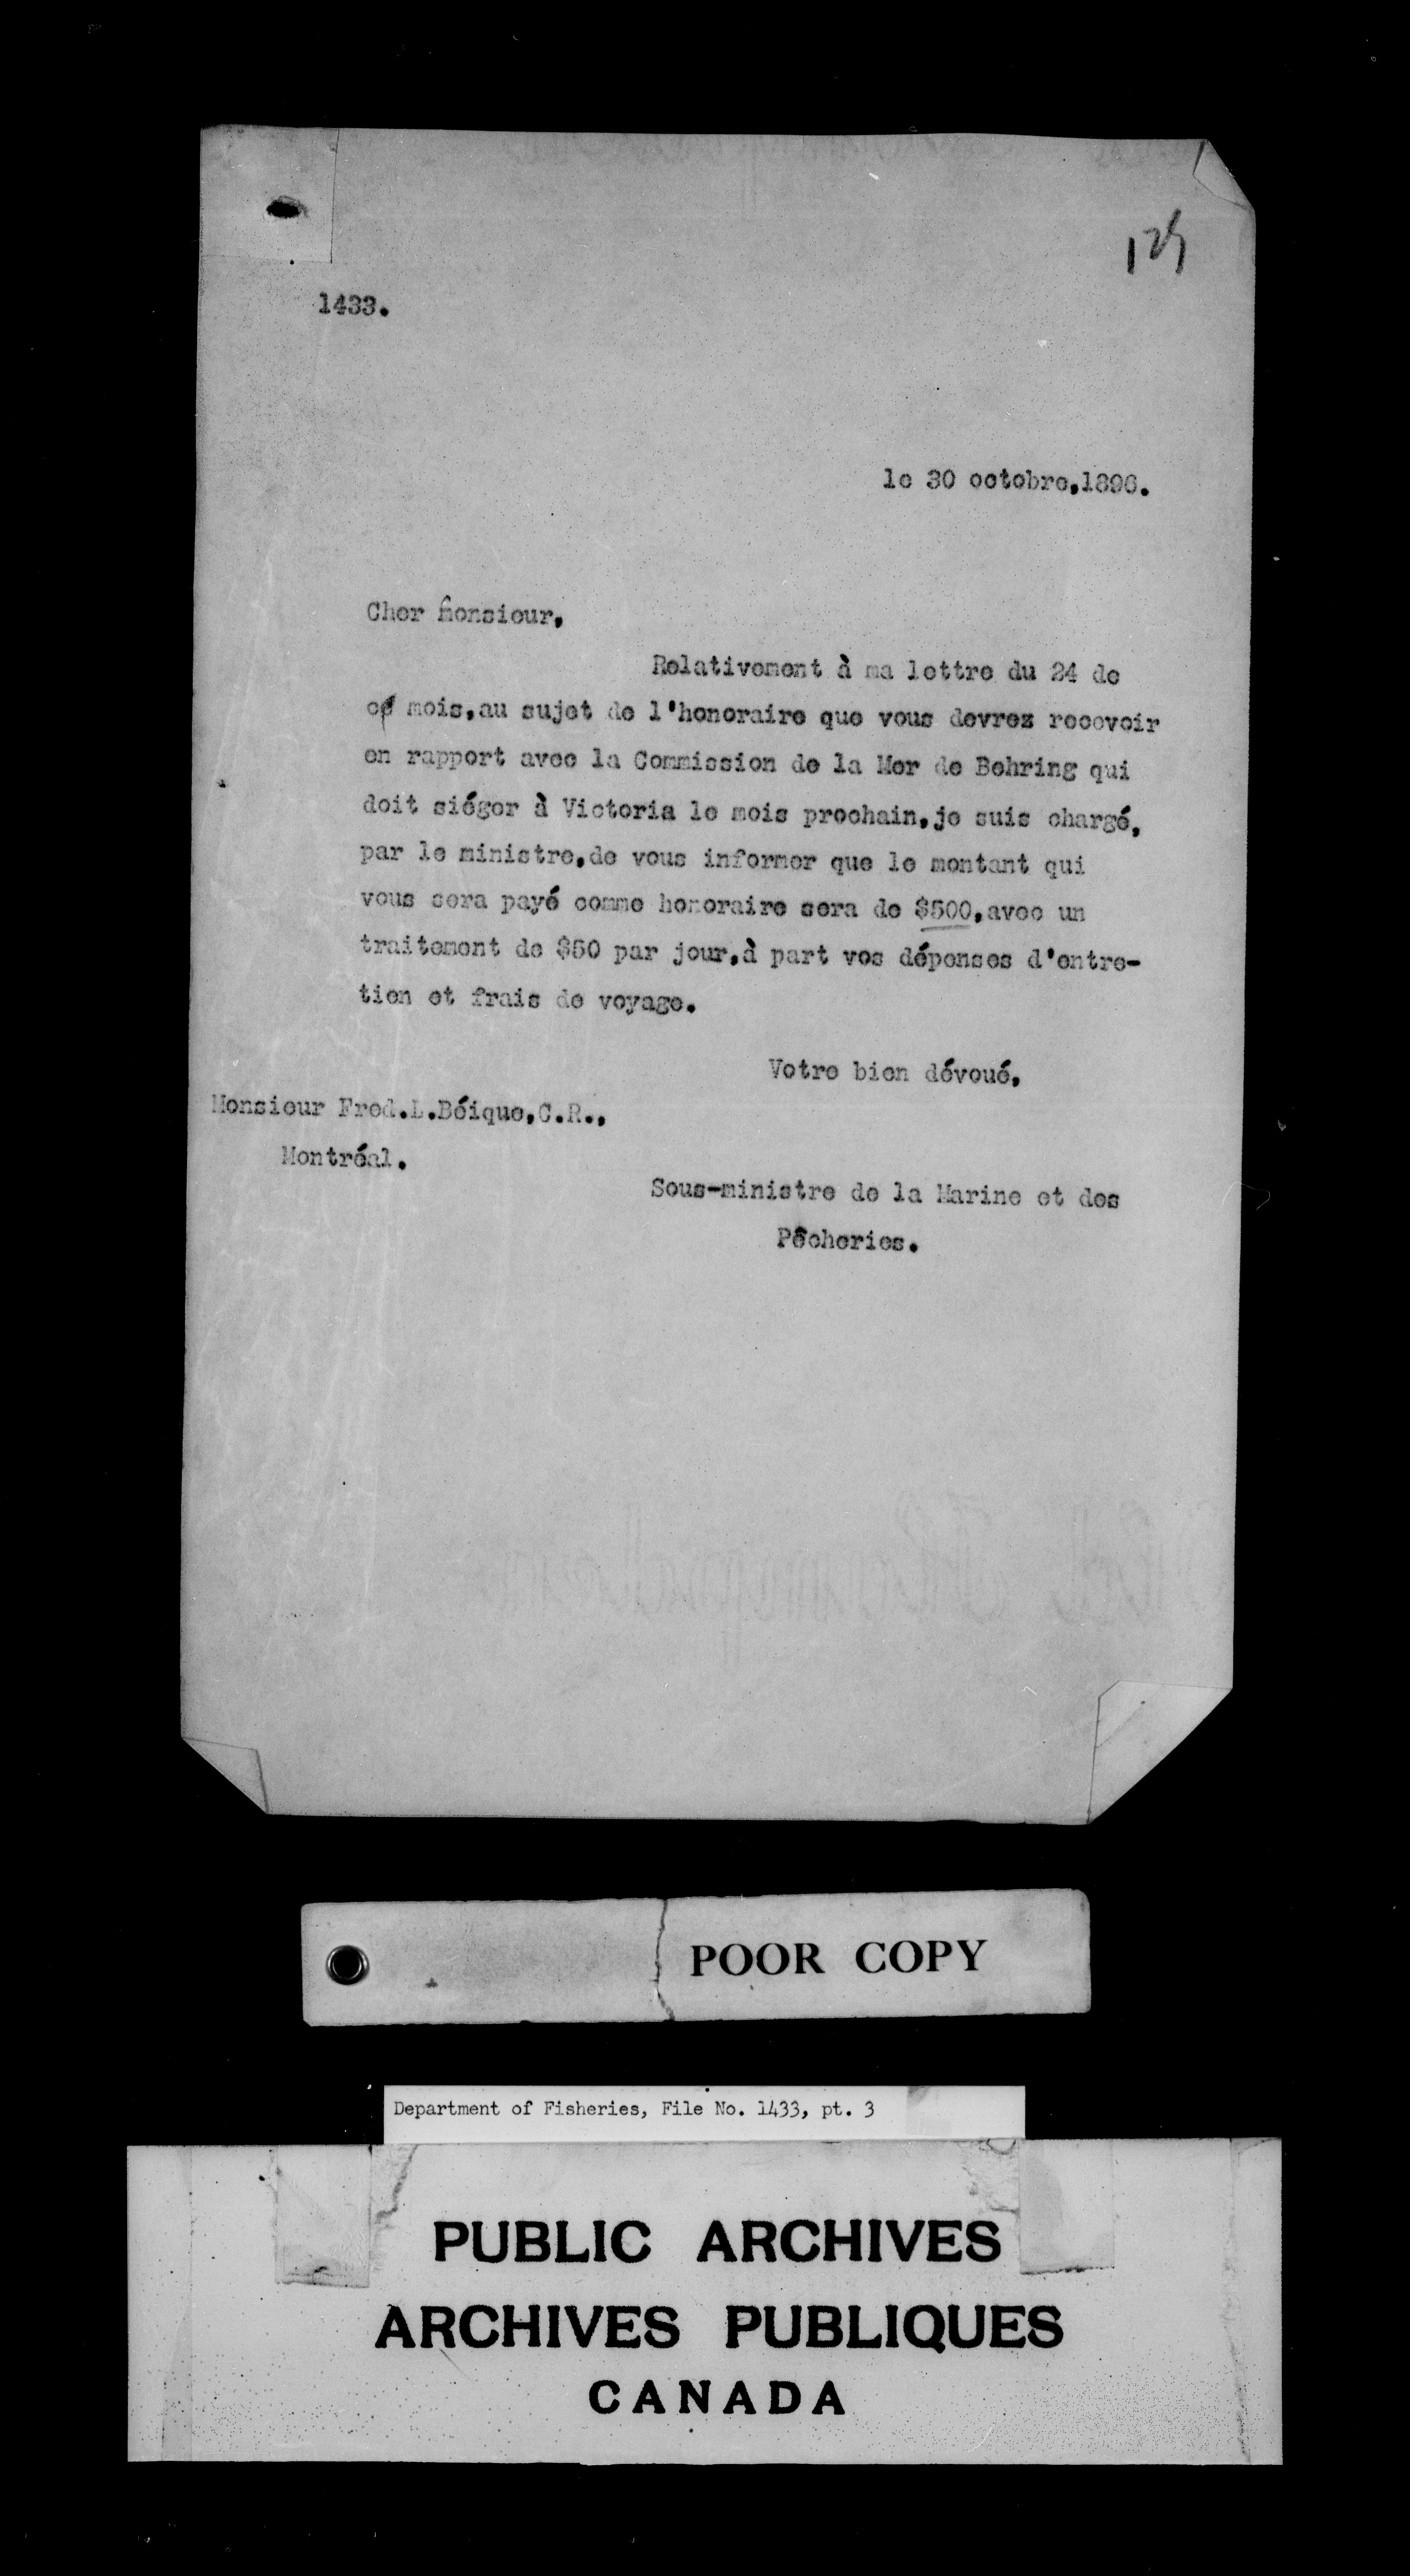 1433.
le 30 octobre,1896.
Cher Monsieur,
Relativement à ma lettre du 24 de
ce mois,au sujet de l'honoraire que vous devrez recevoir
en rapport avec la Commission de la Mer de Behring qui
doit siéger à Victoria le mois prochain,je suis chargé,
par le ministre,de vous informer que le montant qui
vous sera payé comme honoraire sera de $500,avec un
traitement de $50 par jour,à part vos dépenses d'entre-
tien et frais de voyage.
Votre bien dévoué,
Monsieur Fred.L.Béique,C.R.,
Montréal.
Sous-ministre de la Marine et des
Pêcheries.
POOR COPY
Department of Fisheries, File No. 1433, pt. 3
PUBLIC ARCHIVES
ARCHIVES PUBLIQUES
CANADA